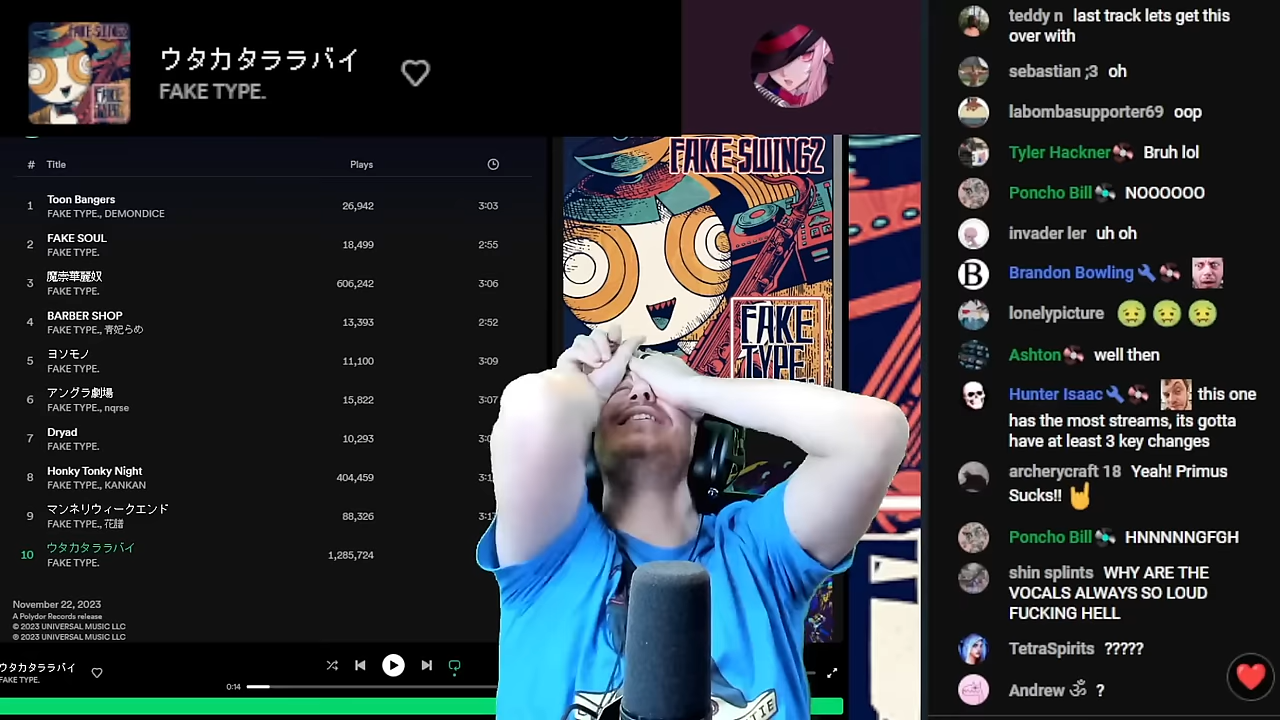 ウタカタララバイ
FAKE TYPE.
FAKE SWING2
# Title Plays
1 Toon Bangers 26,942 3:03
FAKE TYPE., DEMONDICE
2 FAKE SOUL 18,499 2:55
FAKE TYPE.
3 魔崇華麗奴 606,242 3:06
FAKE TYPE.
4 BARBER SHOP 13,393 2:52
FAKE TYPE., 青妃らめ
5 ヨソモノ 11,100 3:09
FAKE TYPE.
6 アングラ劇場 15,822 3:07
FAKE TYPE., nqrse
7 Dryad 10,293
FAKE TYPE.
8 Honky Tonky Night 404,459
FAKE TYPE., KANKAN
9 マンネリウィークエンド 88,326
FAKE TYPE., 花譜
10 ウタカタララバイ 1,285,724
FAKE TYPE.
November 22, 2023
A Polydor Records release
© 2023 UNIVERSAL MUSIC LLC
℗ 2023 UNIVERSAL MUSIC LLC
ウタカタララバイ
FAKE TYPE.
0:14
FAKE
TYPE.
teddy n last track lets get this
over with
sebastian ;3 oh
labombasupporter69 oop
Tyler Hackner Bruh lol
Poncho Bill NOOOOOO
invader ler uh oh
B Brandon Bowling
lonelypicture 🤢 🤢 🤢
Ashton well then
Hunter Isaac this one
has the most streams, its gotta
have at least 3 key changes
archerycraft 18 Yeah! Primus
Sucks!! 🤘
Poncho Bill HNNNNNGFGH
shin splints WHY ARE THE
VOCALS ALWAYS SO LOUD
FUCKING HELL
TetraSpirits ?????
Andrew ॐ ?